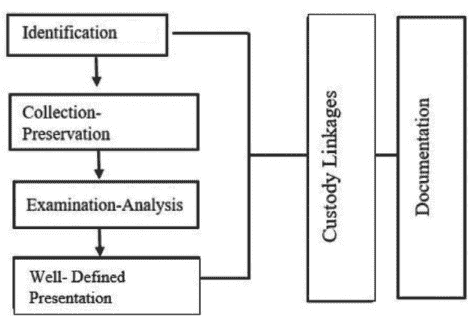 Identification
Collection-
Preservation
Examination-Analysis
Well- Defined
Presentation
Custody Linkages
Documentation